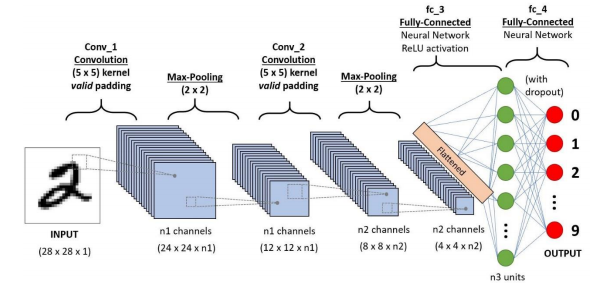 fc_3
Fully-Connected
Neural Network
ReLU activation
fc_4
Fully-Connected
Neural Network
Conv_1
Convolution
(5 x 5) kernel
valid padding
Max-Pooling
(2 x 2)
Conv_2
Convolution
(5 x 5) kernel
valid padding
Max-Pooling
(2 x 2)
(with
dropout)
Flattened
0
1
2
9
INPUT
(28 x 28 x 1)
n1 channels
(24 x 24 x n1)
n1 channels
(12 x 12 x n1)
n2 channels
(8 x 8 x n2)
n2 channels
(4 x 4 x n2)
OUTPUT
n3 units